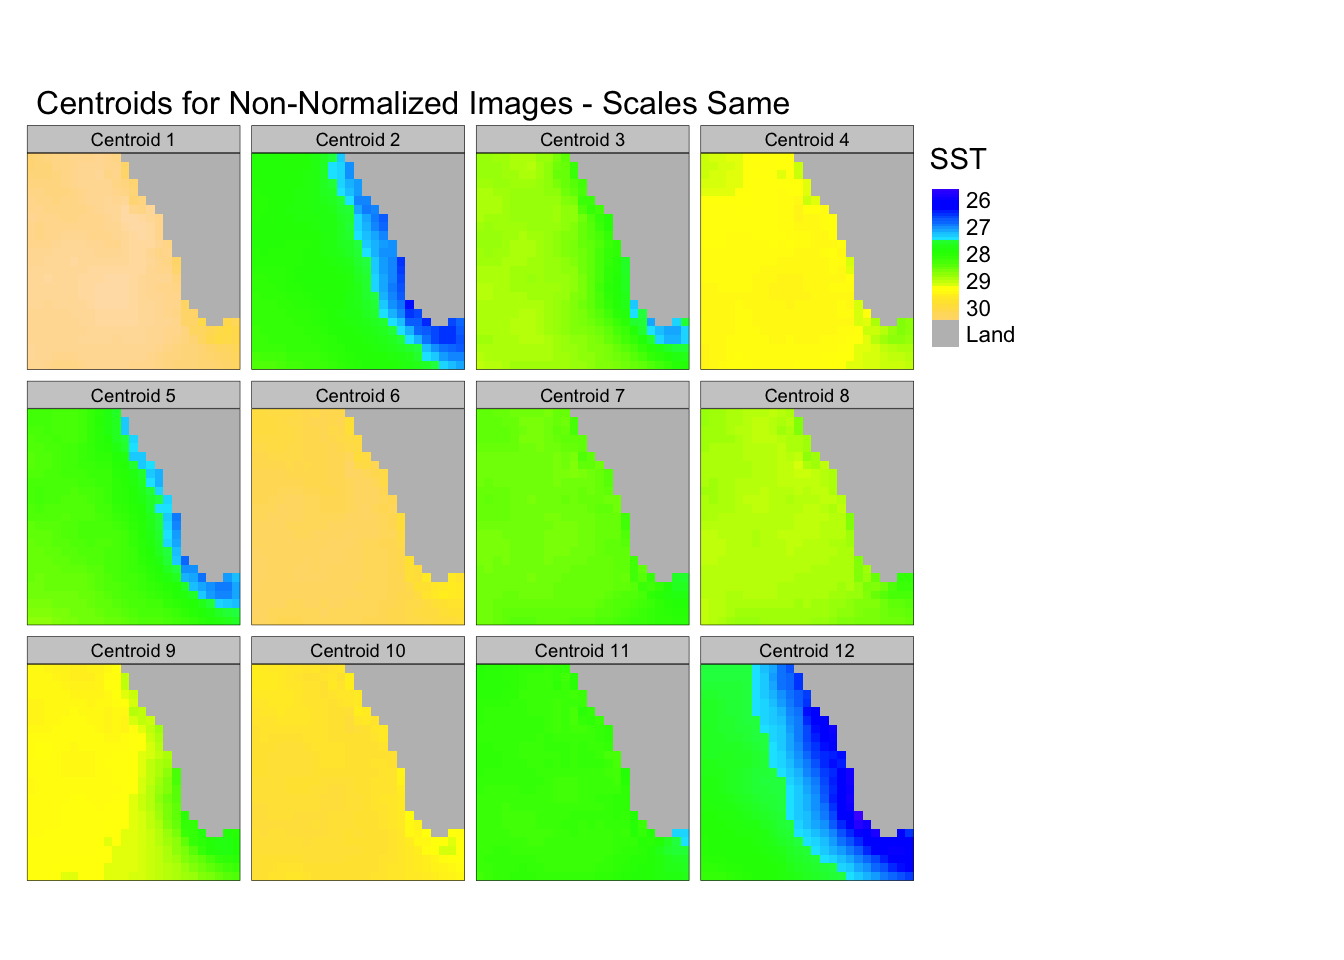 Centroids for Non-Normalized Images - Scales Same
Centroid 1
Centroid 2
Centroid 3
Centroid 4
SST
26
27
28
29
30
Land
Centroid 5
Centroid 6
Centroid 7
Centroid 8
Centroid 9
Centroid 10
Centroid 11
Centroid 12